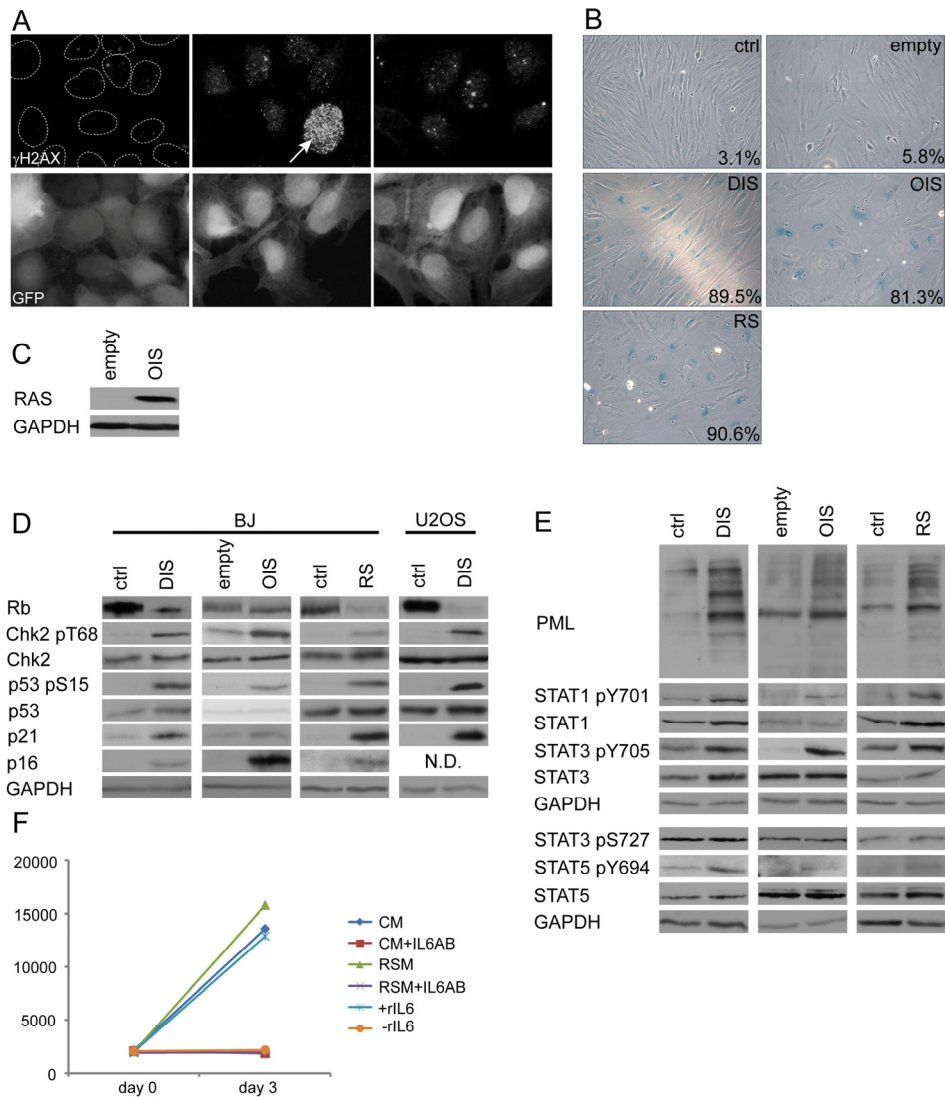 A
γH2AX
GFP
B
ctrl
3.1%
empty
5.8%
DIS
89.5%
OIS
81.3%
RS
90.6%
C
empty
OIS
RAS
GAPDH
D
BJ
U2OS
ctrl
DIS
empty
OIS
ctrl
RS
ctrl
DIS
Rb
Chk2 pT68
Chk2
p53 pS15
p53
p21
p16
N.D.
GAPDH
E
ctrl
DIS
empty
OIS
ctrl
RS
PML
STAT1 pY701
STAT1
STAT3 pY705
STAT3
GAPDH
STAT3 pS727
STAT5 pY694
STAT5
GAPDH
F
20000
15000
10000
5000
0
day 0
day 3
CM
CM+IL6AB
RSM
RSM+IL6AB
+rIL6
-rIL6